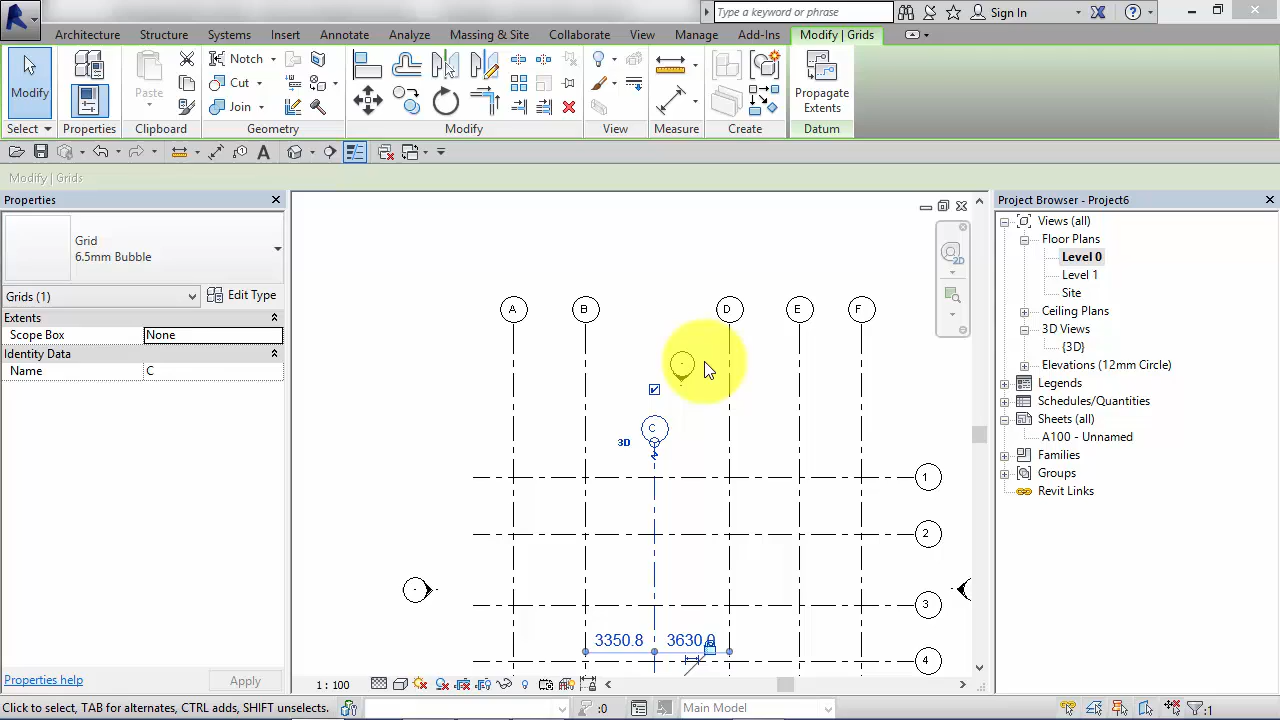 Type a keyword or phrase
Sign In
Architecture Structure Systems Insert Annotate Analyze Massing & Site Collaborate View Manage Add-Ins Modify | Grids
Modify
Paste
Notch
Cut
Join
Propagate
Extents
Select Properties Clipboard Geometry Modify View Measure Create Datum
Modify | Grids
Properties
Grid
6.5mm Bubble
Grids (1)
Edit Type
Extents
Scope Box None
Identity Data
Name C
Properties help
Apply
2D
A B D E F
C
3D
1
2
3
3350.8 3630.0
4
1 : 100
Project Browser - Project6
Views (all)
Floor Plans
Level 0
Level 1
Site
Ceiling Plans
3D Views
{3D}
Elevations (12mm Circle)
Legends
Schedules/Quantities
Sheets (all)
A100 - Unnamed
Families
Groups
Revit Links
Click to select, TAB for alternates, CTRL adds, SHIFT unselects.
:0
Main Model
:1